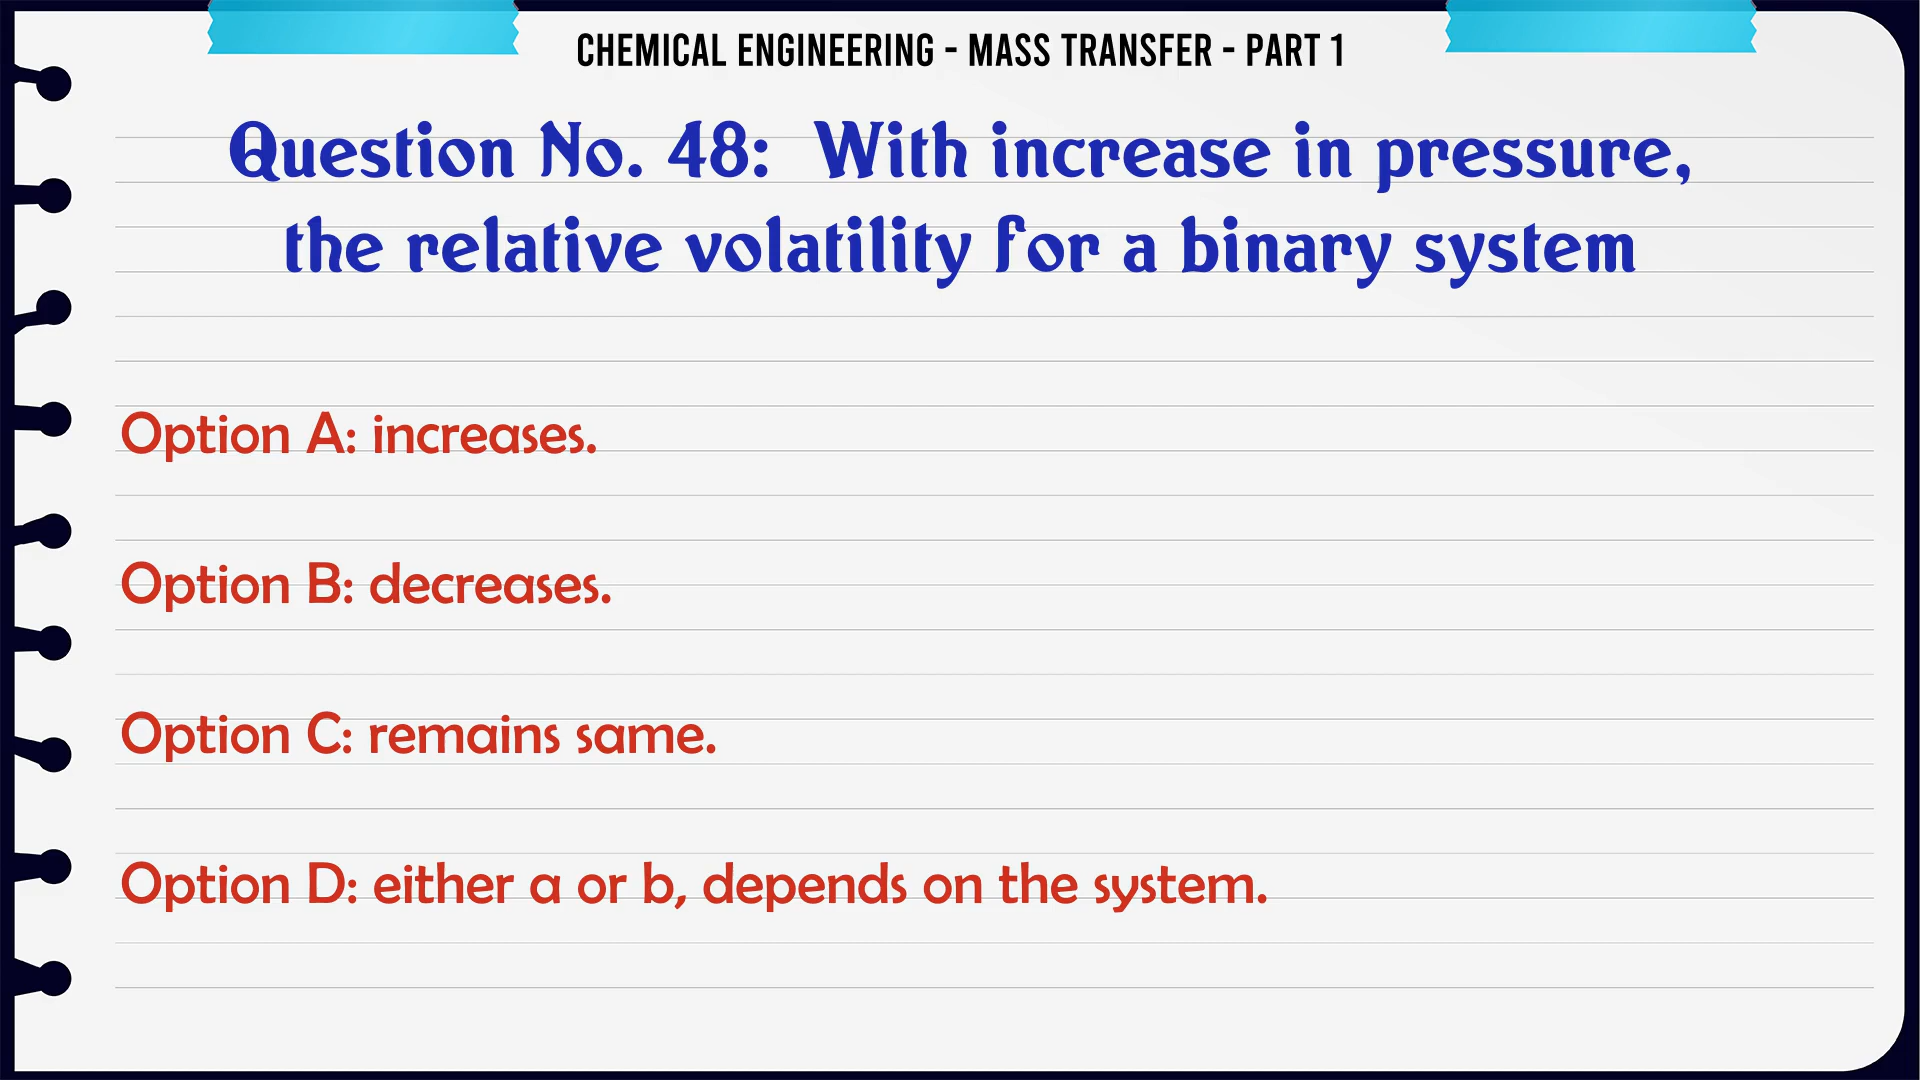 CHEMICAL ENGINEERING - MASS TRANSFER - PART 1
Question No. 48: With increase in pressure,
the relative volatility for a binary system
Option A: increases.
Option B: decreases.
Option C: remains same.
Option D: either a or b, depends on the system.